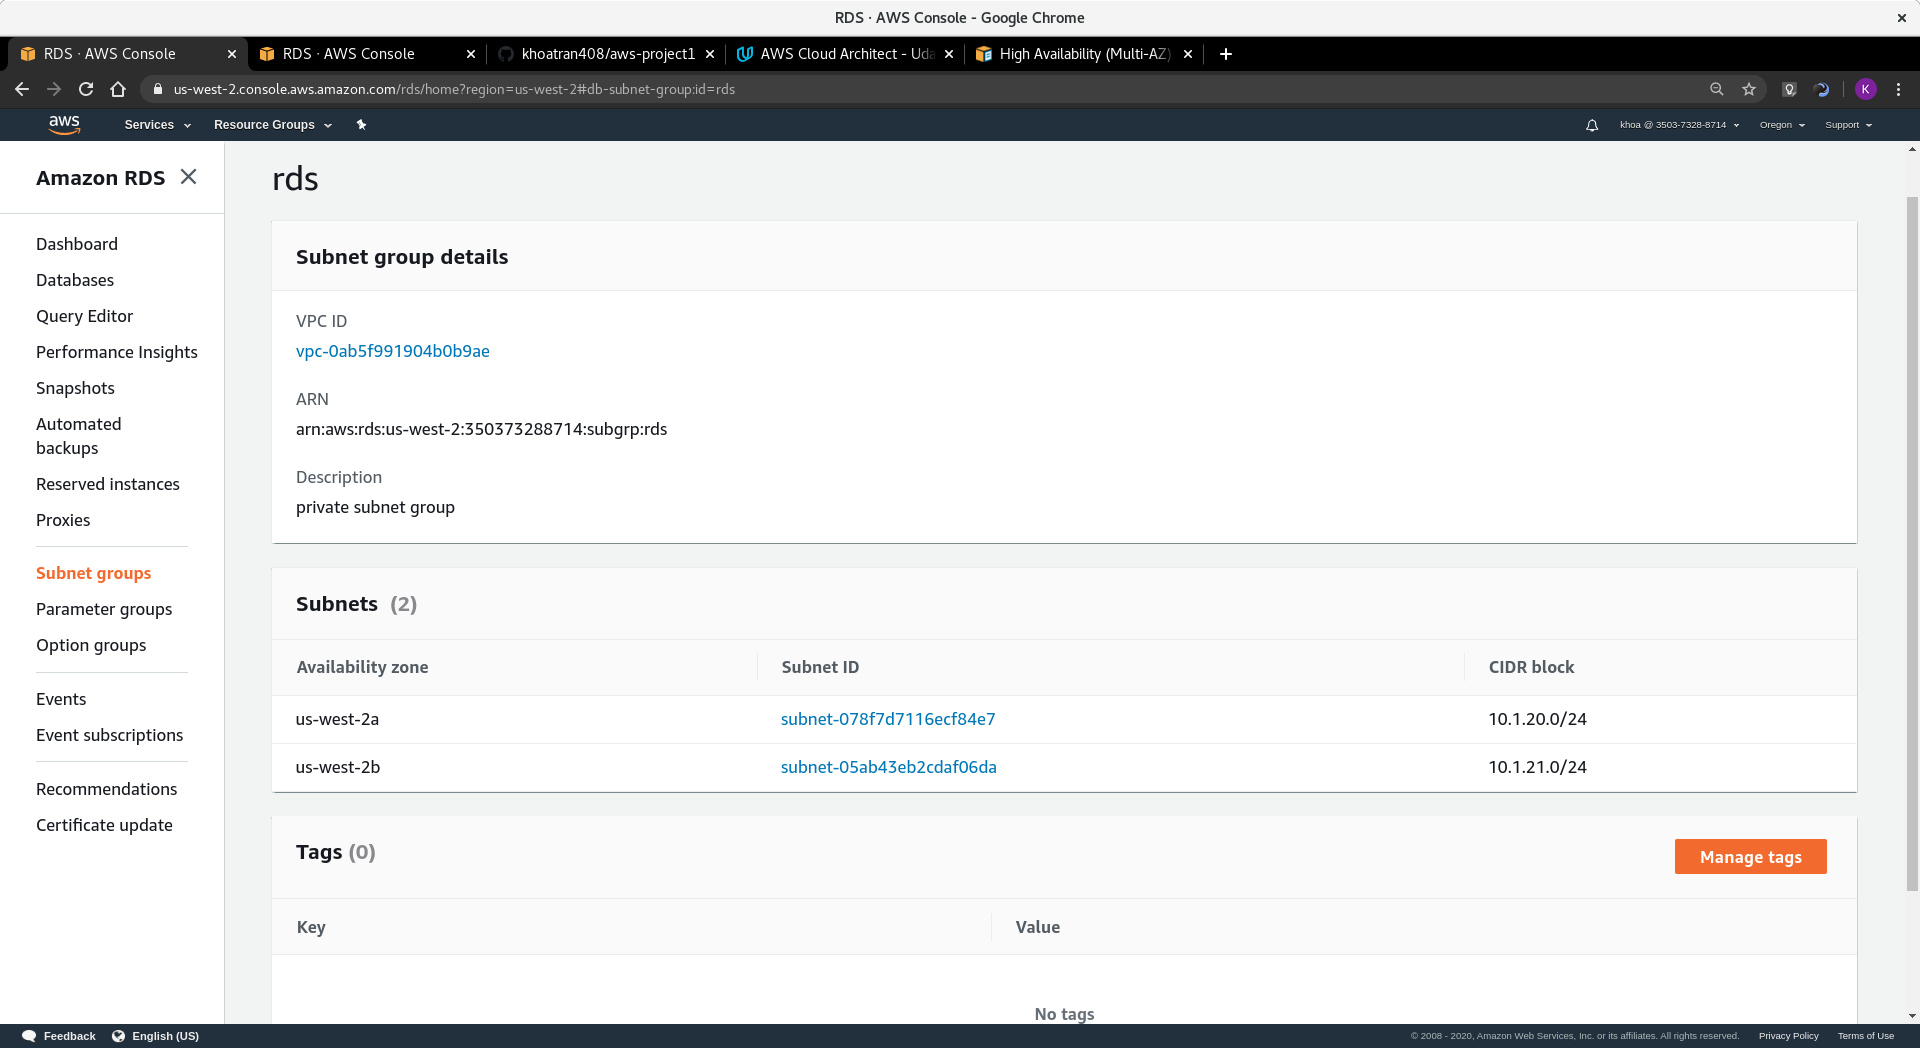 RDS · AWS Console - Google Chrome
RDS · AWS Console
RDS · AWS Console
khoatran408/aws-project1
AWS Cloud Architect - Uda
High Availability (Multi-AZ)
us-west-2.console.aws.amazon.com/rds/home?region=us-west-2#db-subnet-group:id=rds
K
aws
Services
Resource Groups
khoa @ 3503-7328-8714
Oregon
Support
Amazon RDS
Dashboard
Databases
Query Editor
Performance Insights
Snapshots
Automated
backups
Reserved instances
Proxies
Subnet groups
Parameter groups
Option groups
Events
Event subscriptions
Recommendations
Certificate update
rds
Subnet group details
VPC ID
vpc-0ab5f991904b0b9ae
ARN
arn:aws:rds:us-west-2:350373288714:subgrp:rds
Description
private subnet group
Subnets (2)
Availability zone Subnet ID CIDR block
us-west-2a subnet-078f7d7116ecf84e7 10.1.20.0/24
us-west-2b subnet-05ab43eb2cdaf06da 10.1.21.0/24
Tags (0)
Manage tags
Key Value
No tags
Feedback
English (US)
© 2008 - 2020, Amazon Web Services, Inc. or its affiliates. All rights reserved.
Privacy Policy
Terms of Use